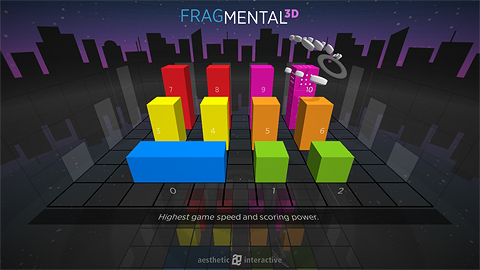 FRAGMENTAL3D
7 8 9 10
3 4 5 6
0 1 2
Highest game speed and scoring power.
aesthetic interactive